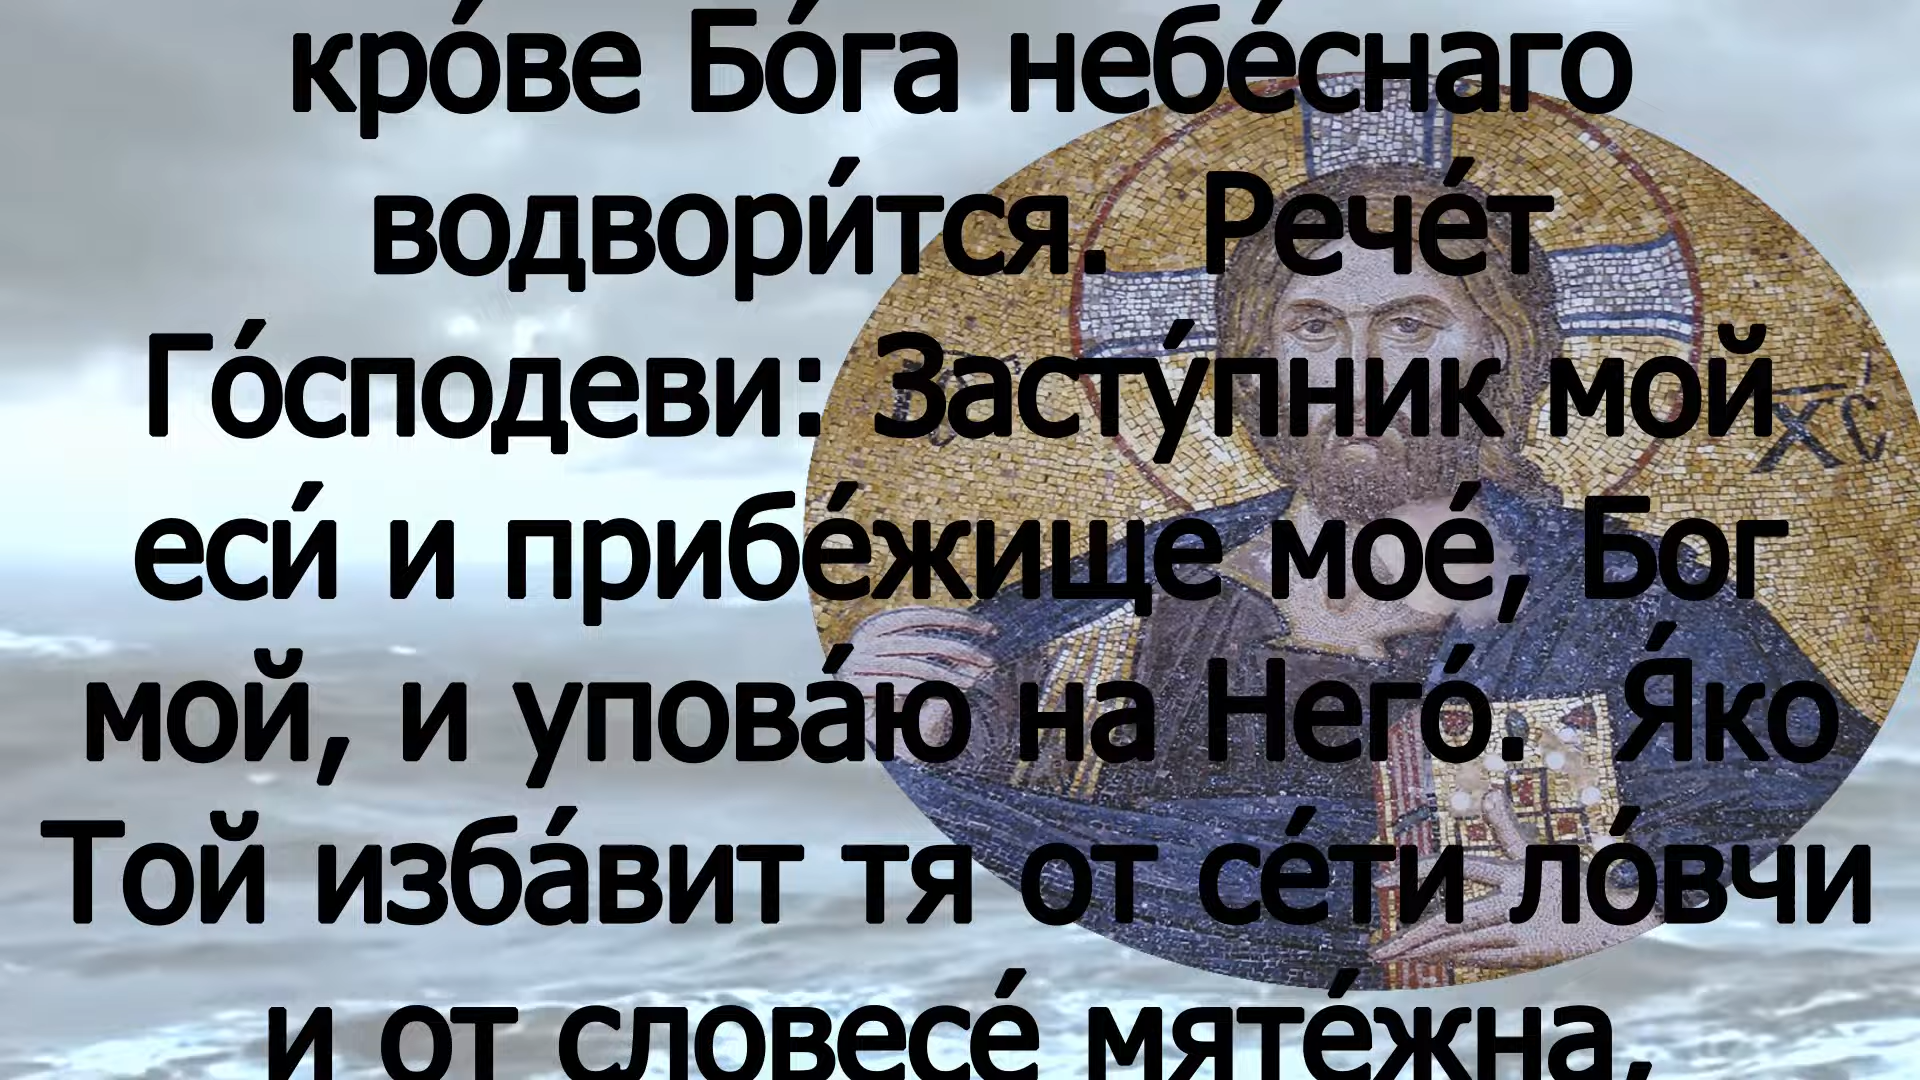 кро́ве Бо́га небе́снаго
водвори́тся. Рече́т
Го́сподеви: Засту́пник мой
еси́ и прибе́жище мое́, Бог
мой, и упова́ю на Него́. Я́ко
Той изба́вит тя от се́ти ло́вчи
и от словесе́ мяте́жна,
ХС